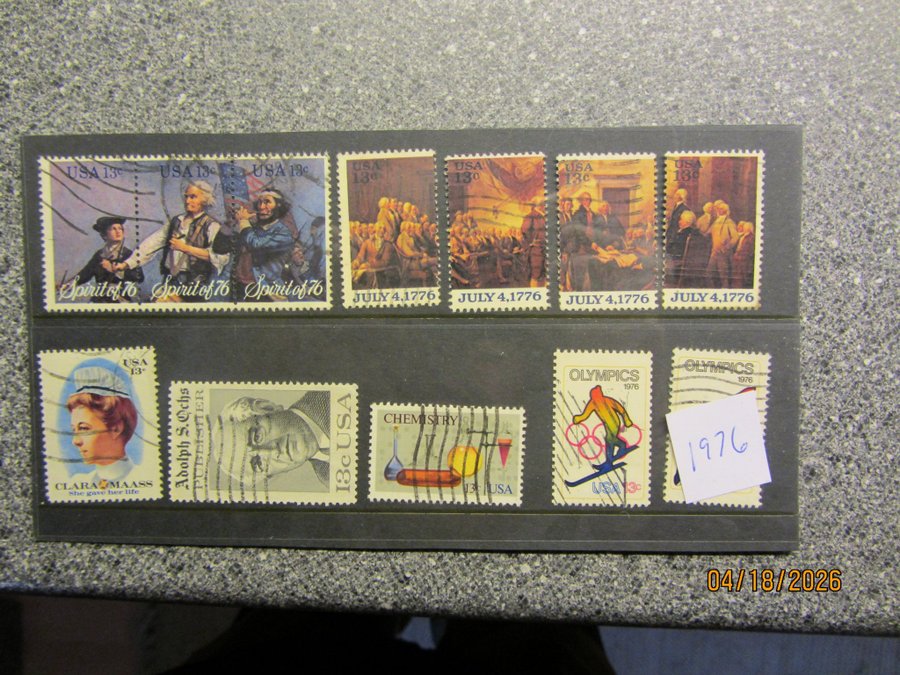 USA 13c USA 13c USA 13c
Spirit of 76 Spirit of 76 Spirit of 76
USA
13c
JULY 4, 1776
USA
13c
JULY 4, 1776
USA
13c
JULY 4, 1776
USA
13c
JULY 4, 1776
USA
13c
CLARA MAASS
She gave her life
Adolph S. Ochs
PUBLISHER
13c USA
CHEMISTRY
13c USA
OLYMPICS
1976
USA 13c
OLYMPICS
1976
1976
04/18/2026